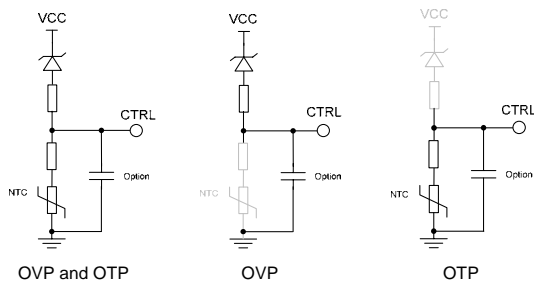 VCC
VCC
VCC
CTRL
CTRL
CTRL
NTC
Option
NTC
Option
NTC
Option
OVP and OTP
OVP
OTP